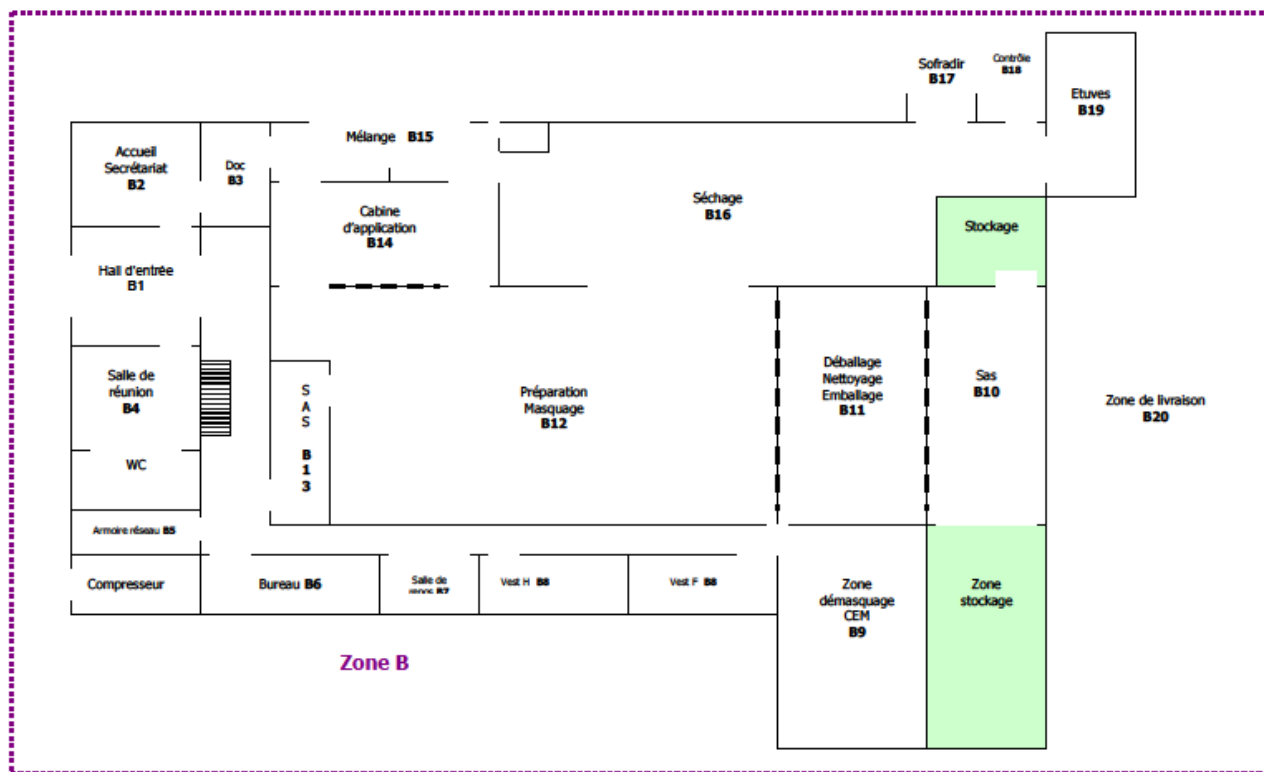 Sofradir
B17
Contrôle
B18
Etuves
B19
Accueil
Secrétariat
B2
Doc
B3
Mélange B15
Cabine
d'application
B14
Séchage
B16
Stockage
Hall d'entrée
B1
Salle de
réunion
B4
S
A
S
B
1
3
Préparation
Masquage
B12
Déballage
Nettoyage
Emballage
B11
Sas
B10
Zone de livraison
B20
WC
Armoire réseau B5
Compresseur
Bureau B6
Salle de
repos B7
Vest H B8
Vest F B8
Zone
démasquage
CEM
B9
Zone
stockage
Zone B